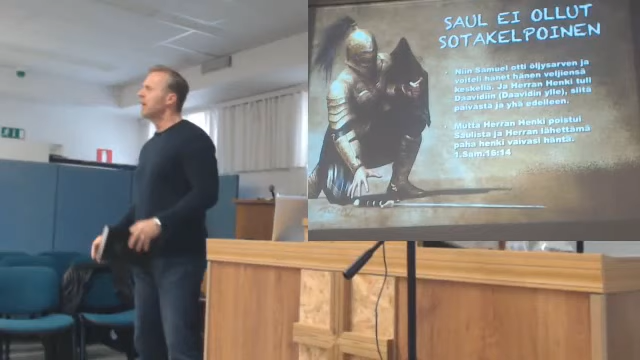 SAUL EI OLLUT
SOTAKELPOINEN
• Niin Samuel otti öljysarven ja
voiteli hänet hänen veljiensä
keskellä. Ja Herran Henki tuli
Daavidiin (Daavidin ylle), siitä
päivästä ja yhä edelleen.
• Mutta Herran Henki poistui
Saulista ja Herran lähettämä
paha henki vaivasi häntä.
1.Sam.16:14